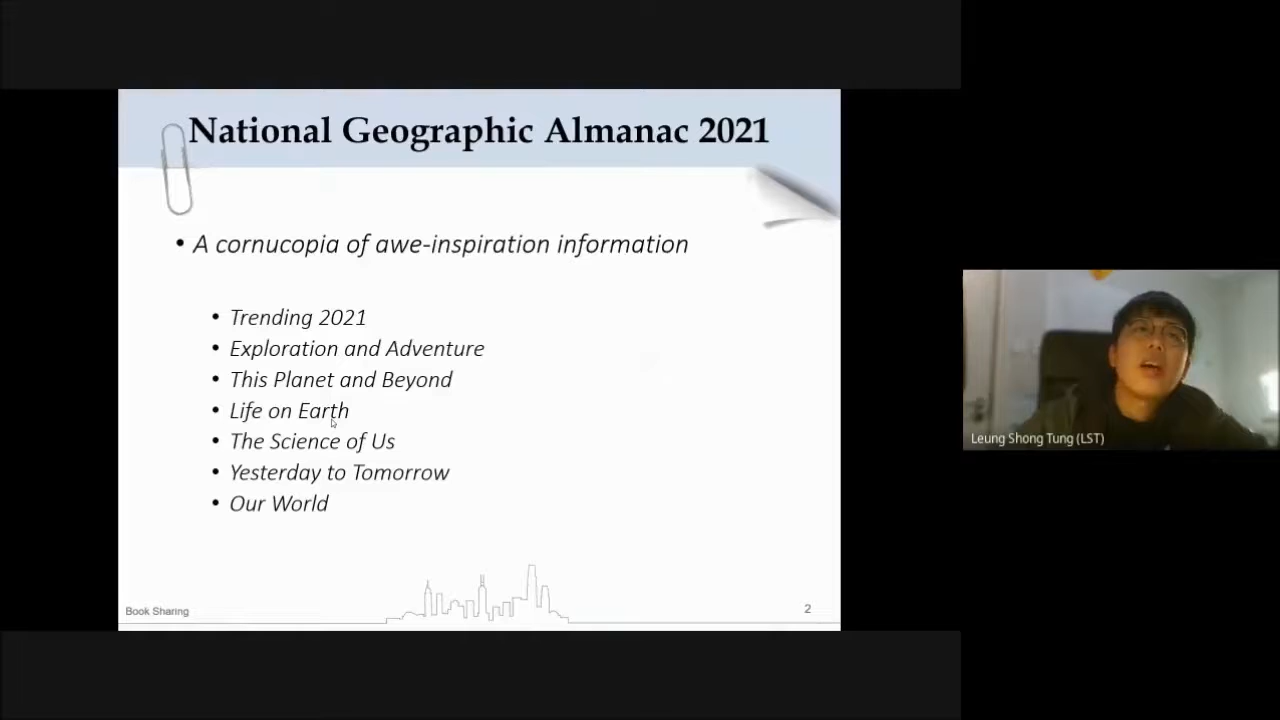 National Geographic Almanac 2021
• A cornucopia of awe-inspiration information
• Trending 2021
• Exploration and Adventure
• This Planet and Beyond
• Life on Earth
• The Science of Us
• Yesterday to Tomorrow
• Our World
Book Sharing
2
Leung Shong Tung (LST)